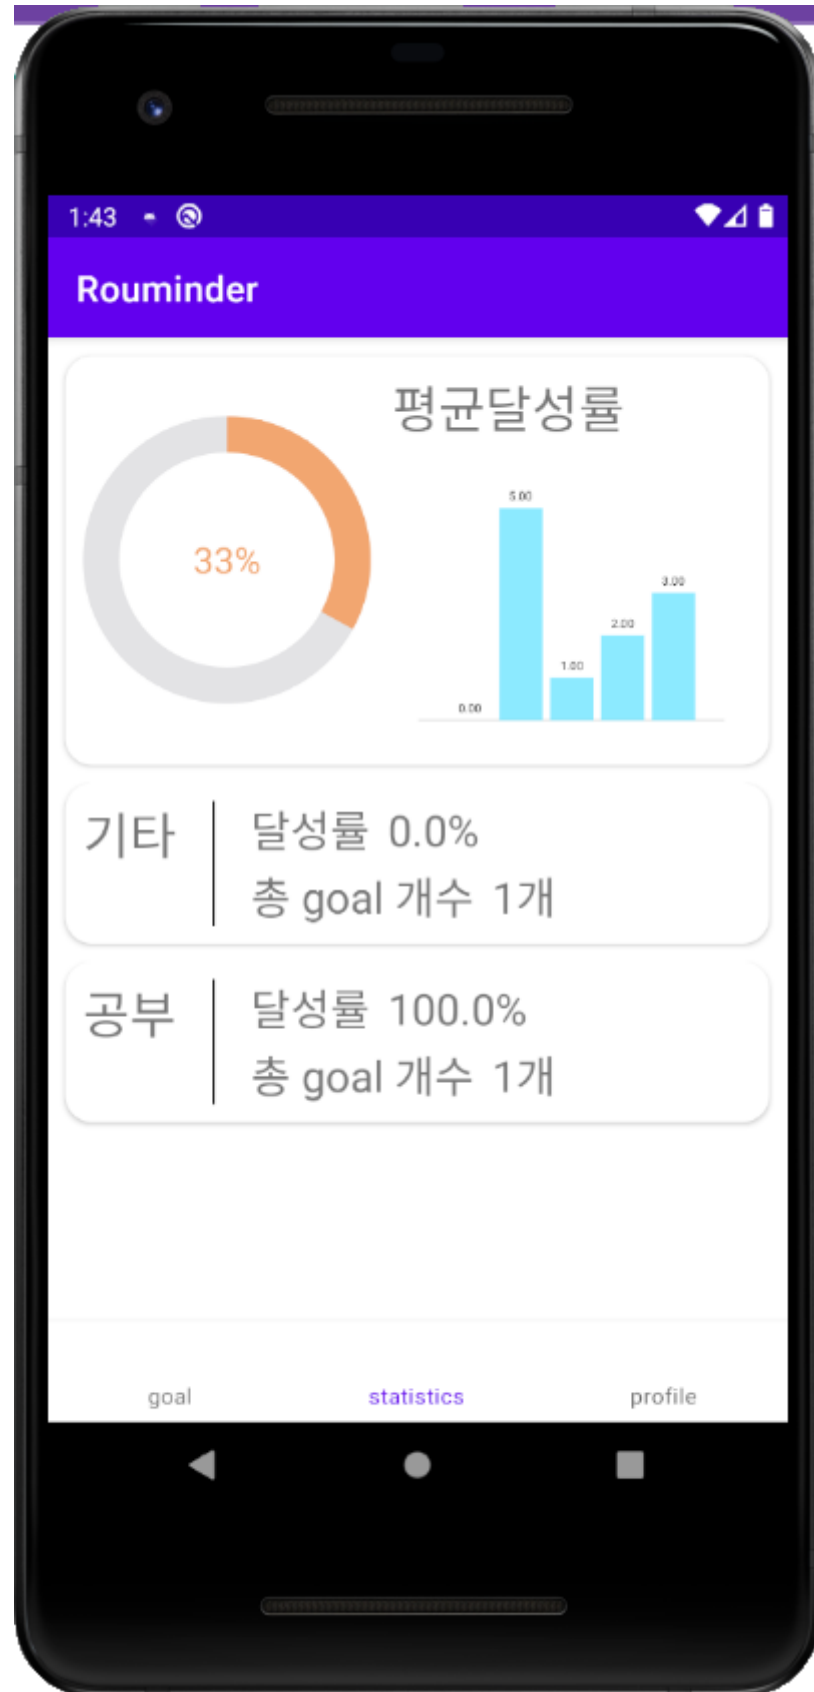 1:43
Rouminder
평균달성률
33%
5.00
3.00
2.00
1.00
0.00
기타
달성률 0.0%
총 goal 개수 1개
공부
달성률 100.0%
총 goal 개수 1개
goal
statistics
profile